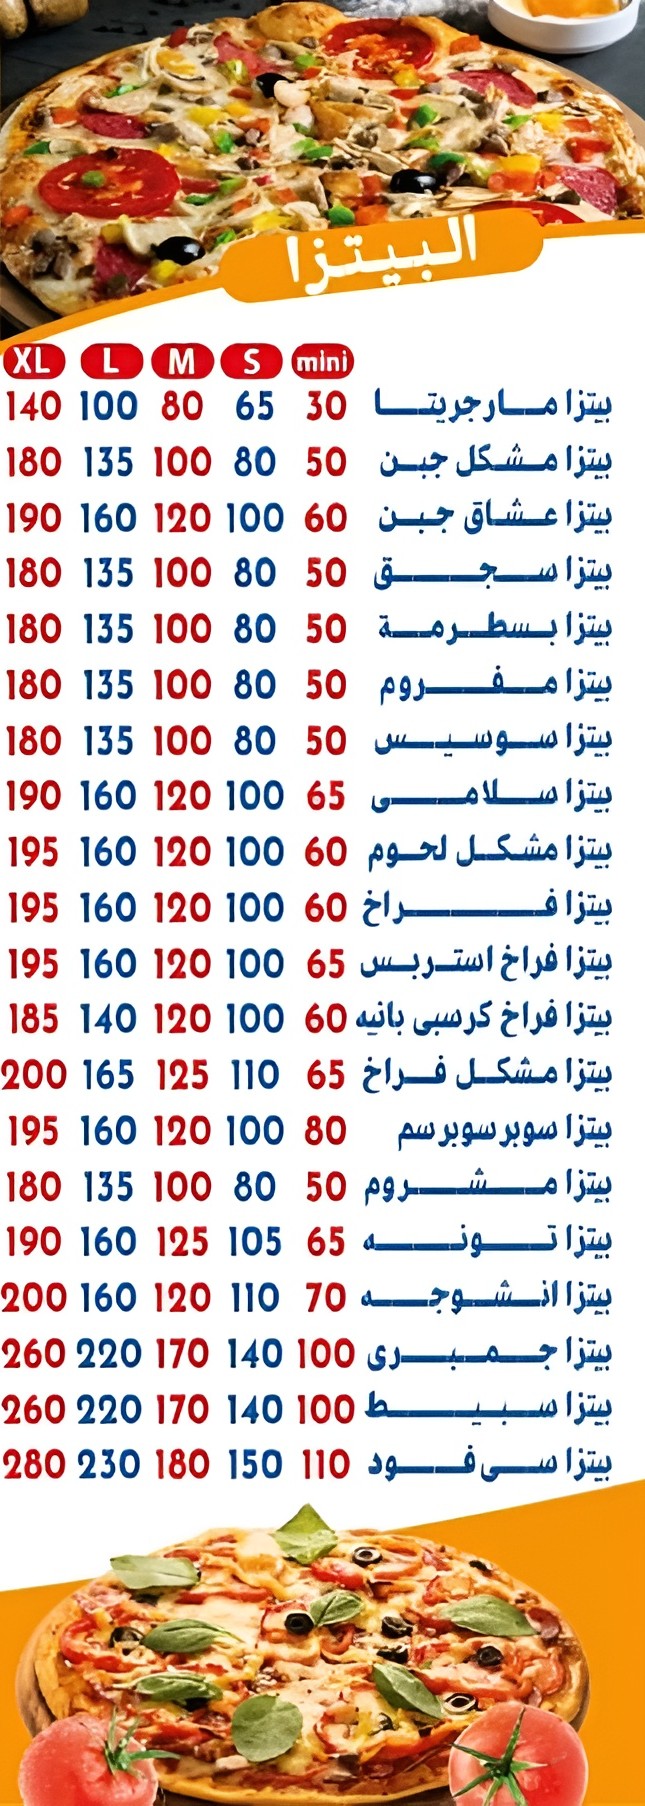 البيتزا
mini S M L XL
بيتزا مارجريتا 30 65 80 100 140
بيتزا مشكل جبن 50 80 100 135 180
بيتزا عشاق جبن 60 100 120 160 190
بيتزا سجق 50 80 100 135 180
بيتزا بسطرمة 50 80 100 135 180
بيتزا مفروم 50 80 100 135 180
بيتزا سوسيس 50 80 100 135 180
بيتزا سلامى 65 100 120 160 190
بيتزا مشكل لحوم 60 100 120 160 195
بيتزا فراخ 60 100 120 160 195
بيتزا فراخ استربس 65 100 120 160 195
بيتزا فراخ كرسبى بانيه 60 100 120 140 185
بيتزا مشكل فراخ 65 110 125 165 200
بيتزا سوبر سوبر سم 80 100 120 160 195
بيتزا مشروم 50 80 100 135 180
بيتزا تونه 65 105 125 160 190
بيتزا انشوجه 70 110 120 160 200
بيتزا جمبرى 100 140 170 220 260
بيتزا سبيط 100 140 170 220 260
بيتزا سى فود 110 150 180 230 280